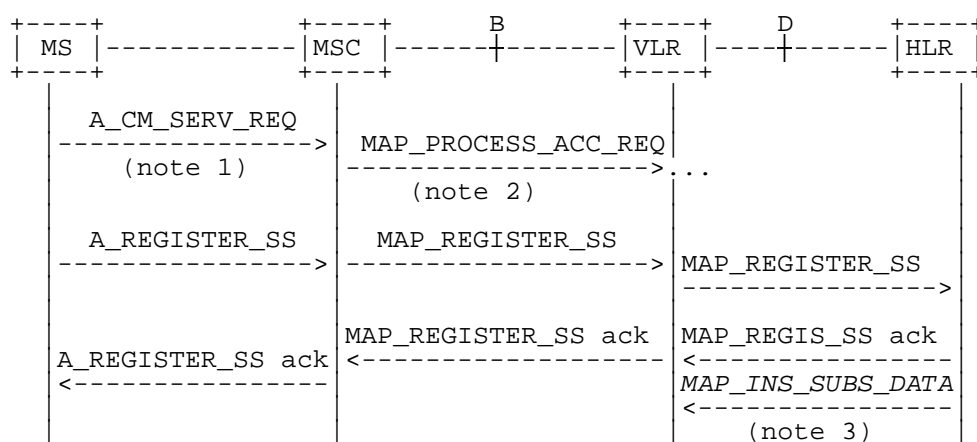 B D
MS MSC VLR HLR
A_CM_SERV_REQ
MAP_PROCESS_ACC_REQ
(note 1) ...
(note 2)
A_REGISTER_SS MAP_REGISTER_SS
MAP_REGISTER_SS
MAP_REGISTER_SS ack MAP_REGIS_SS ack
A_REGISTER_SS ack
MAP_INS_SUBS_DATA
(note 3)